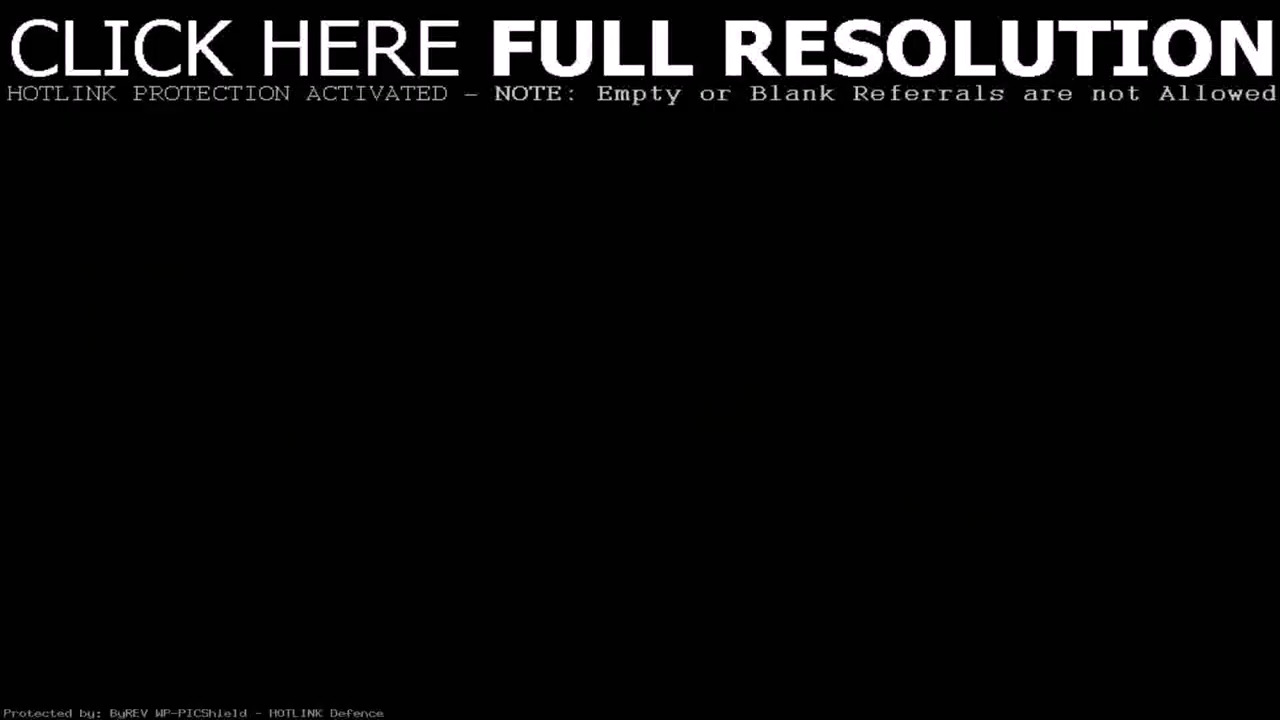 CLICK HERE FULL RESOLUTION
HOTLINK PROTECTION ACTIVATED - NOTE: Empty or Blank Referrals are not Allowed
Protected by: ByREV WP-PICShield - HOTLINK Defence